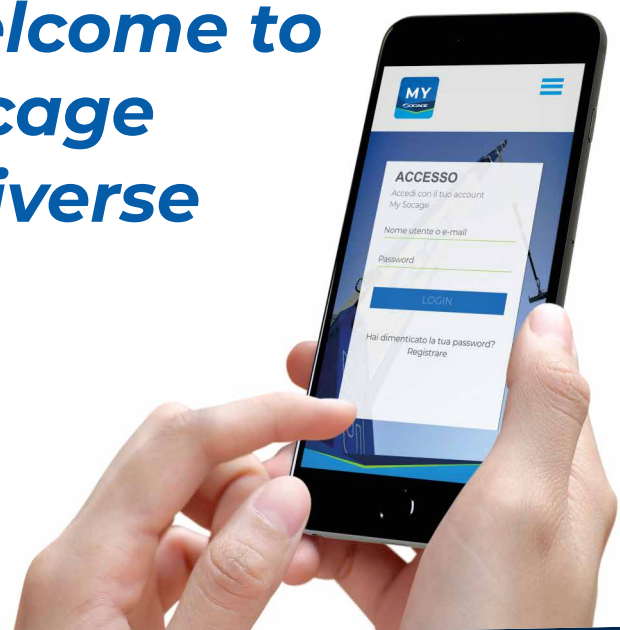 elcome to
cage
iverse
MY
SOCAGE
ACCESSO
Accedi con il tuo account
My Socage
Nome utente o e-mail
Password
LOGIN
Hai dimenticato la tua password?
Registrare